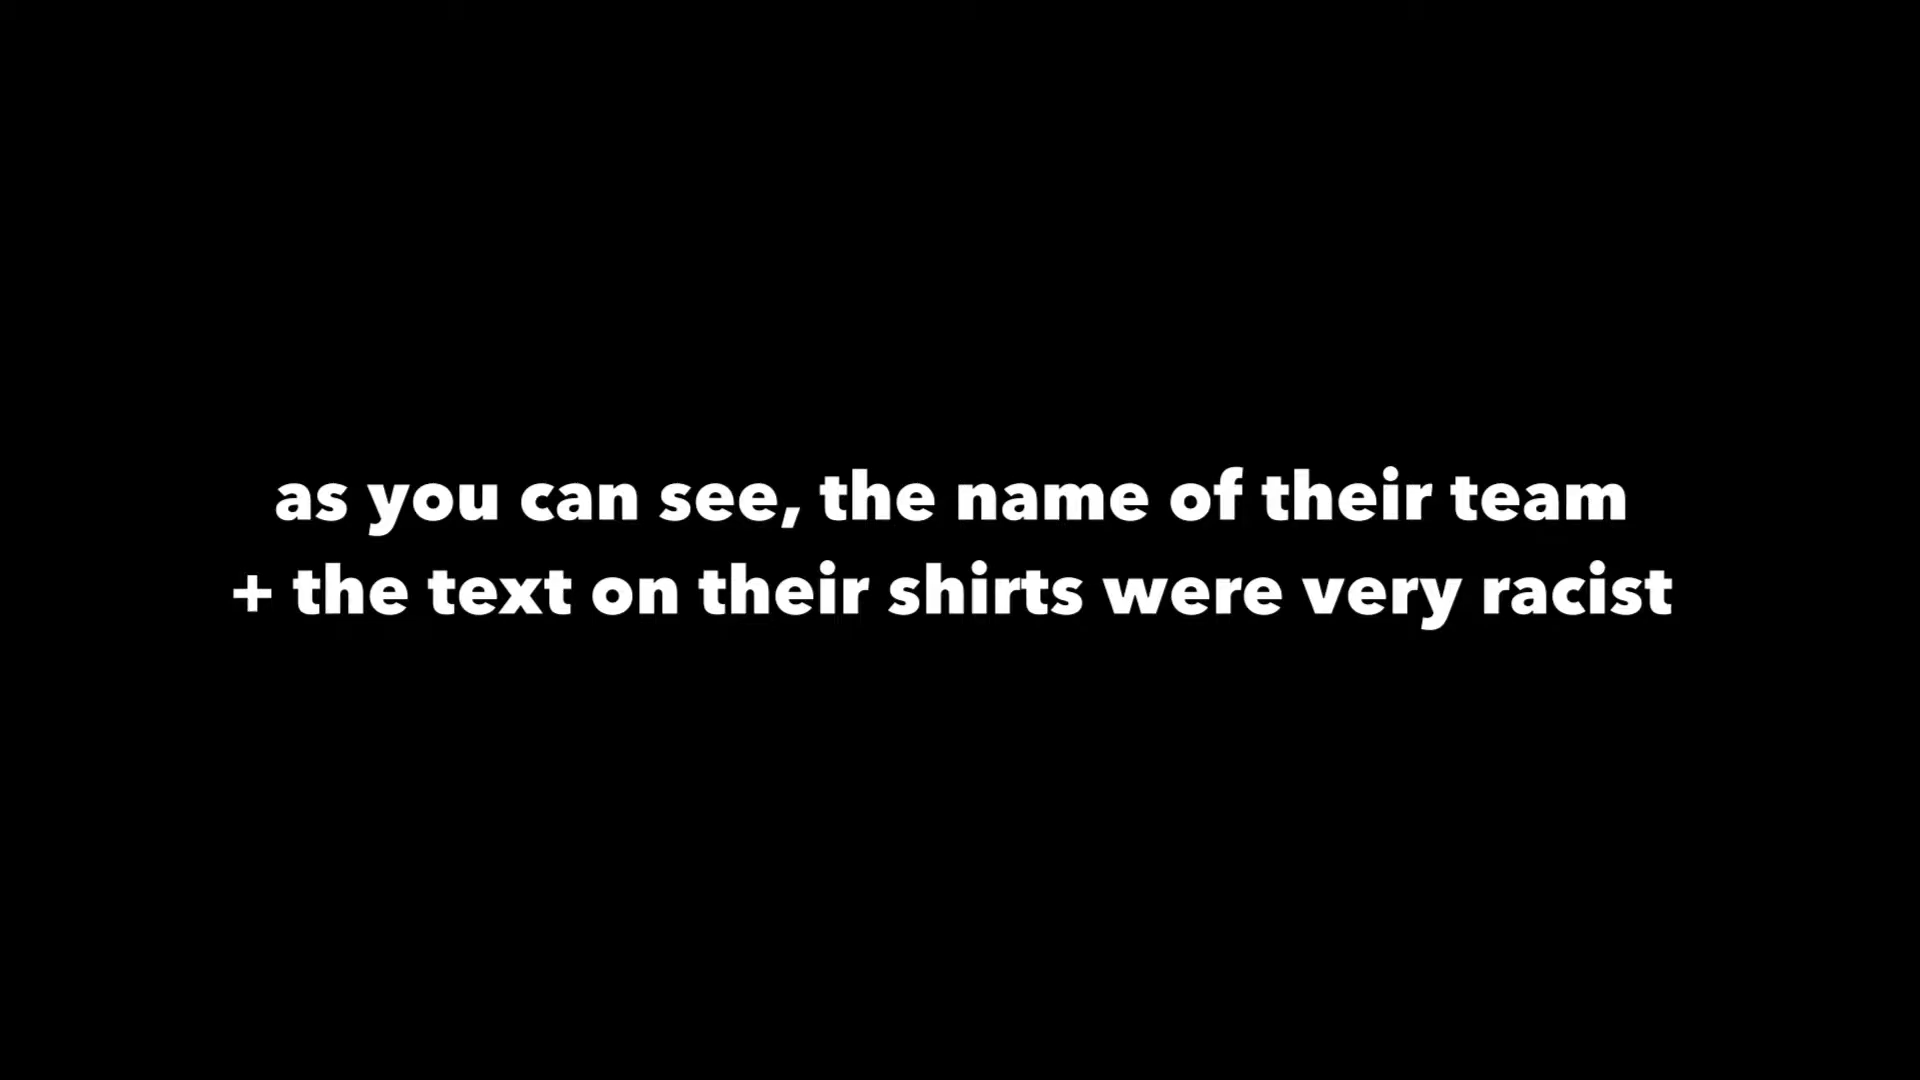 as you can see, the name of their team
+ the text on their shirts were very racist